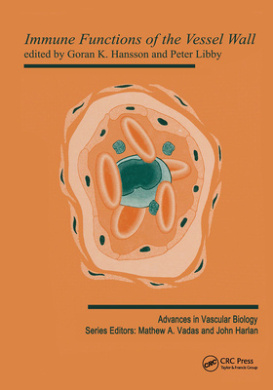 Immune Functions of the Vessel Wall
edited by Goran K. Hansson and Peter Libby
Advances in Vascular Biology
Series Editors: Mathew A. Vadas and John Harlan
CRC Press
Taylor & Francis Group